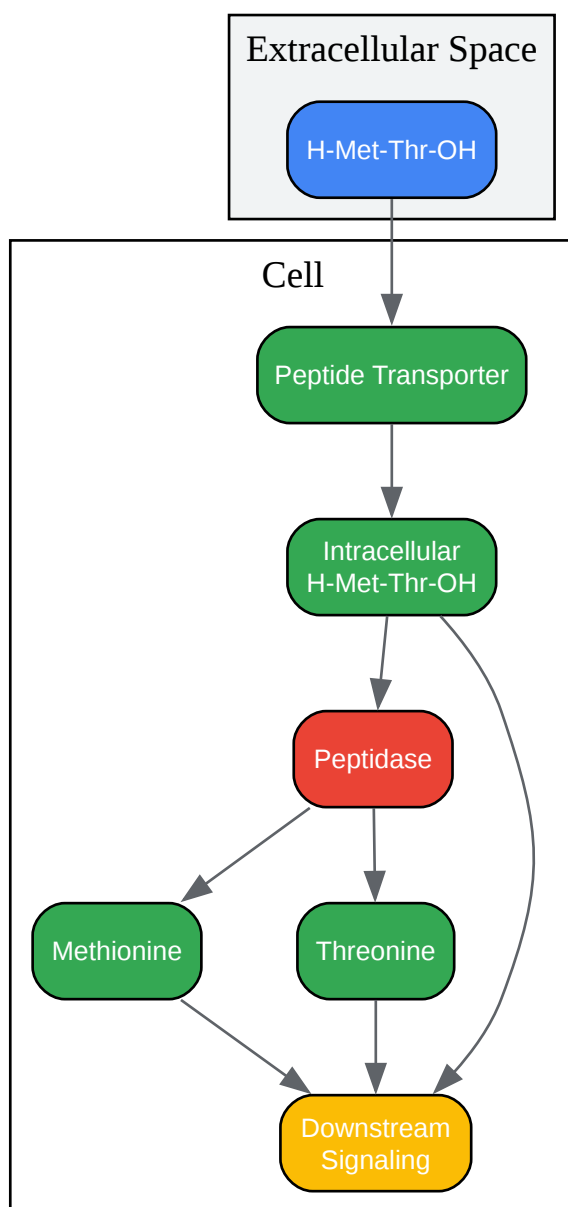 Extracellular Space
H-Met-Thr-OH
Cell
Peptide Transporter
Intracellular
H-Met-Thr-OH
Peptidase
Methionine
Threonine
Downstream
Signaling